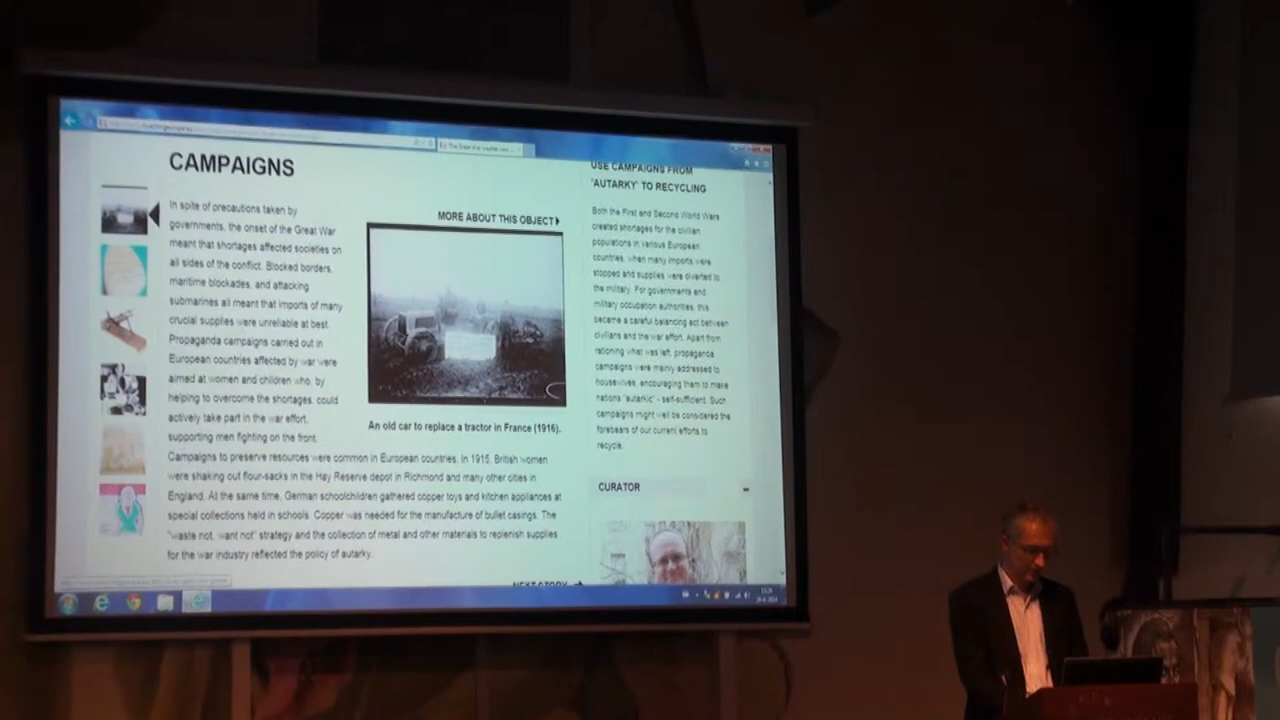 CAMPAIGNS
In spite of precautions taken by
governments, the onset of the Great War
meant that shortages affected societies on
all sides of the conflict. Blocked borders,
maritime blockades, and attacking
submarines all meant that imports of many
crucial supplies were unreliable at best.
Propaganda campaigns carried out in
European countries affected by war were
aimed at women and children who, by
helping to overcome the shortages, could
actively take part in the war effort,
supporting men fighting on the front.
Campaigns to preserve resources were common in European countries. In 1915, British women
were shaking out flour-sacks in the Hay Reserve depot in Richmond and many other cities in
England. At the same time, German schoolchildren gathered copper toys and kitchen appliances at
special collections held in schools. Copper was needed for the manufacture of bullet casings. The
"waste not, want not" strategy and the collection of metal and other materials to replenish supplies
for the war industry reflected the policy of autarky.
MORE ABOUT THIS OBJECT
An old car to replace a tractor in France (1916).
NEXT STORY
USE CAMPAIGNS FROM
'AUTARKY' TO RECYCLING
Both the First and Second World Wars
created shortages for the civilian
populations in various European
countries, when many imports were
stopped and supplies were diverted to
the military. For governments and
military occupation authorities, this
became a careful balancing act between
civilians and the war effort. Apart from
rationing what was left, propaganda
campaigns were mainly addressed to
housewives, encouraging them to make
nations "autarkic" - self-sufficient. Such
campaigns might well be considered the
forebears of our current efforts to
recycle.
CURATOR